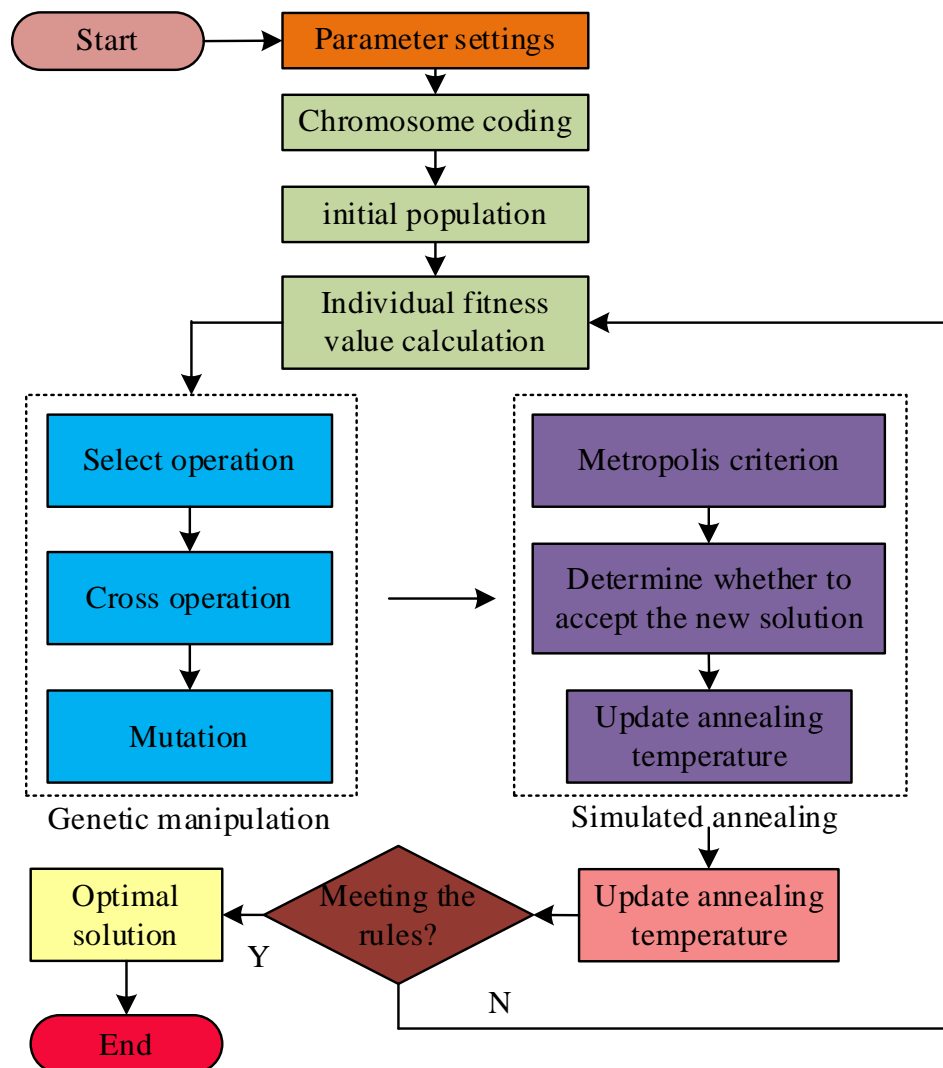 Start
Parameter settings
Chromosome coding
initial population
Individual fitness
value calculation
Select operation
Cross operation
Mutation
Genetic manipulation
Metropolis criterion
Determine whether to
accept the new solution
Update annealing
temperature
Simulated annealing
Update annealing
temperature
Meeting the
rules?
Y
N
Optimal
solution
End